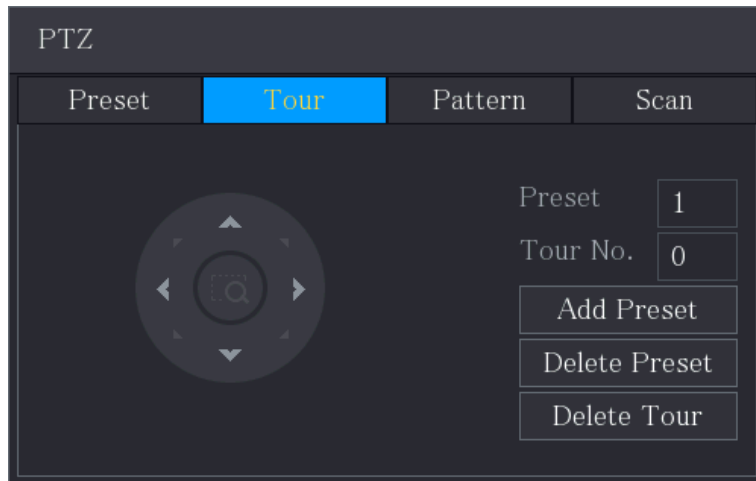 PTZ
Preset Tour Pattern Scan
Preset 1
Tour No. 0
Add Preset
Delete Preset
Delete Tour